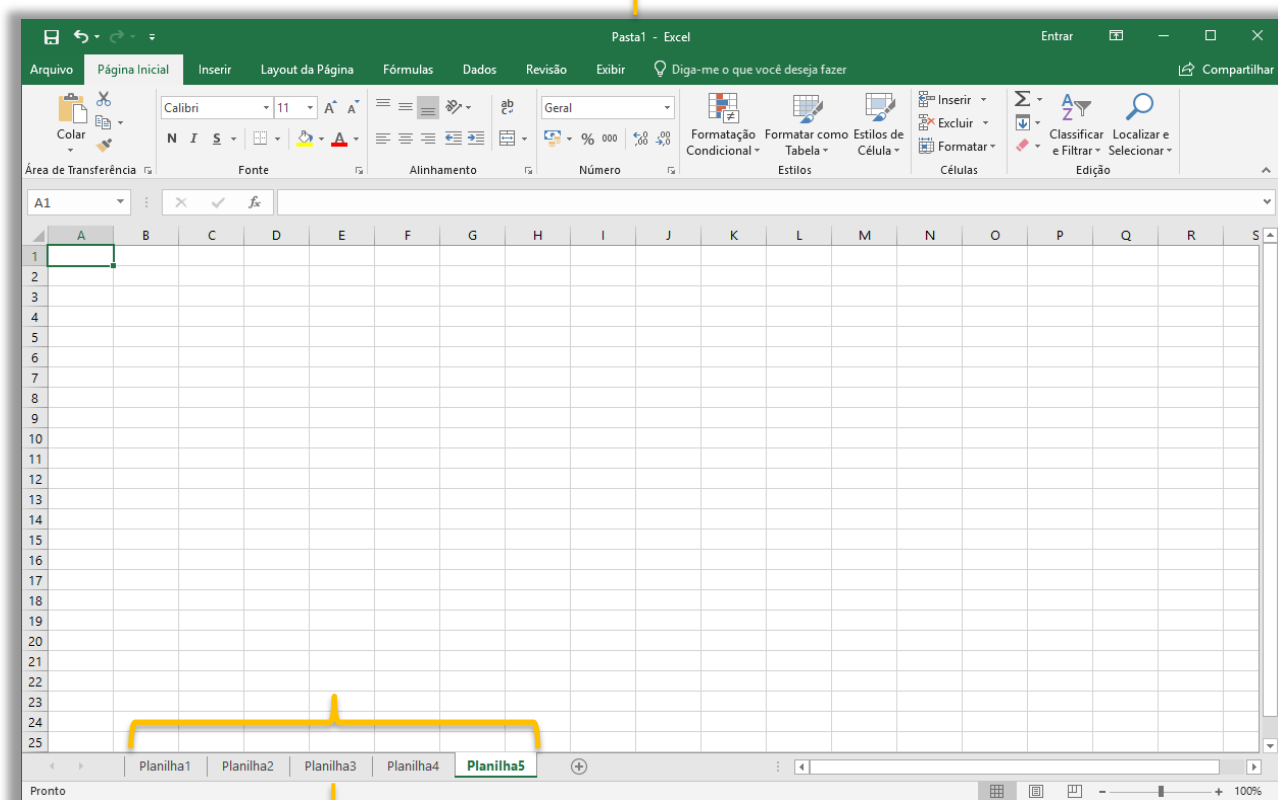 Pasta1 - Excel
Entrar
Arquivo Página Inicial Inserir Layout da Página Fórmulas Dados Revisão Exibir Diga-me o que você deseja fazer Compartilhar
Colar
Calibri 11
N I S A
ab
Geral
% 000
Formatação Condicional
Formatar como Tabela
Estilos de Célula
Inserir
Excluir
Formatar
Classificar e Filtrar
Localizar e Selecionar
Área de Transferência Fonte Alinhamento Número Estilos Células Edição
A1 fx
A B C D E F G H I J K L M N O P Q R S
1
2
3
4
5
6
7
8
9
10
11
12
13
14
15
16
17
18
19
20
21
22
23
24
25
Planilha1 Planilha2 Planilha3 Planilha4 Planilha5
Pronto 100%